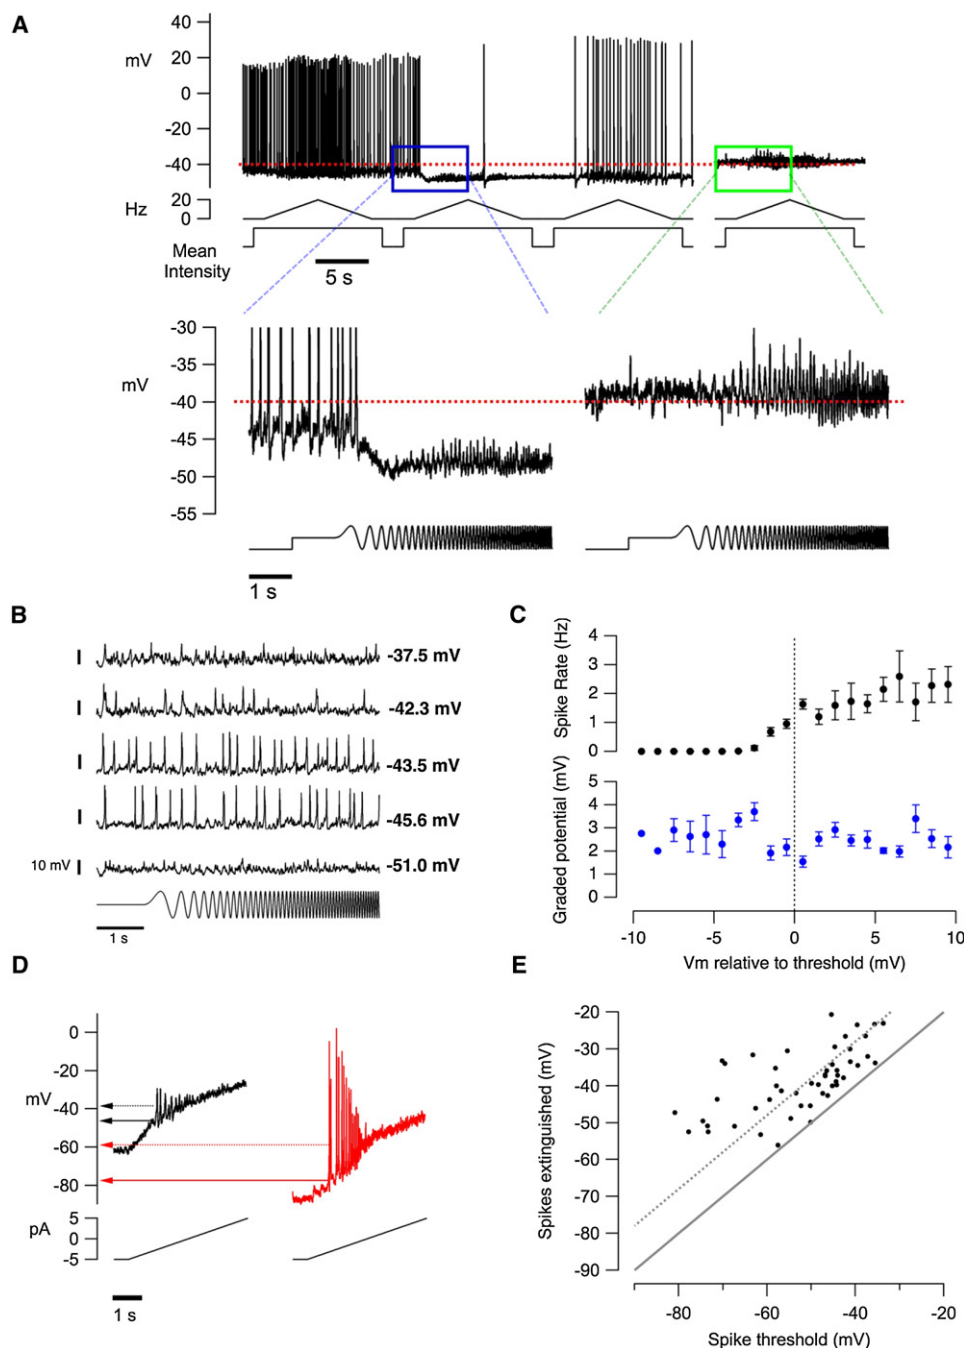 A
40
20
mV
0
-20
-40
Hz
20
0
Mean
Intensity
5 s
-30
-35
mV
-40
-45
-50
-55
1 s
B
-37.5 mV
-42.3 mV
-43.5 mV
-45.6 mV
10 mV
-51.0 mV
1 s
C
Spike Rate (Hz)
4
3
2
1
0
Graded potential (mV)
5
4
3
2
1
0
-10
-5
0
5
10
Vm relative to threshold (mV)
D
0
-20
mV
-40
-60
-80
pA
5
0
-5
1 s
E
Spikes extinguished (mV)
-20
-30
-40
-50
-60
-70
-80
-90
-80
-60
-40
-20
Spike threshold (mV)